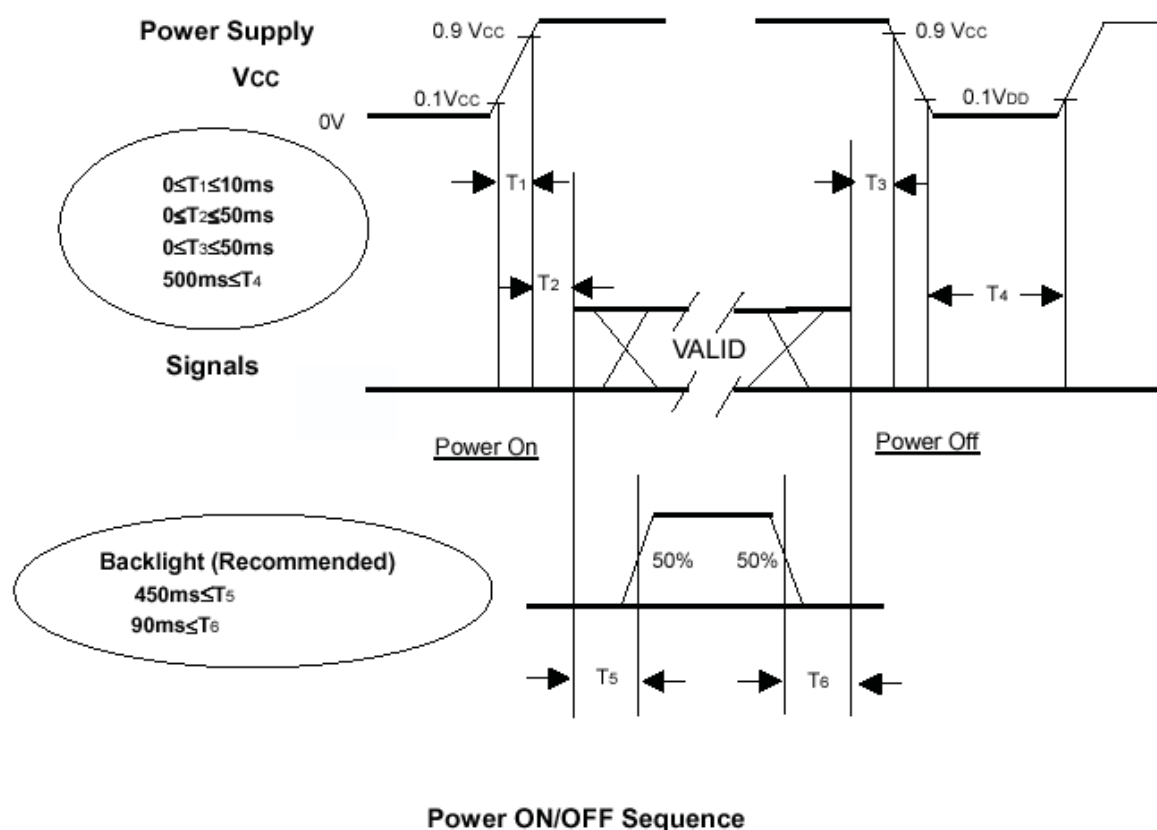 Power Supply
VCC
0.9 VCC
0.1VCC
0V
0.9 VCC
0.1VDD
0≤T1≤10ms
0≤T2≤50ms
0≤T3≤50ms
500ms≤T4
T1
T2
T3
T4
Signals
VALID
Power On
Power Off
Backlight (Recommended)
450ms≤T5
90ms≤T6
50%
50%
T5
T6
Power ON/OFF Sequence